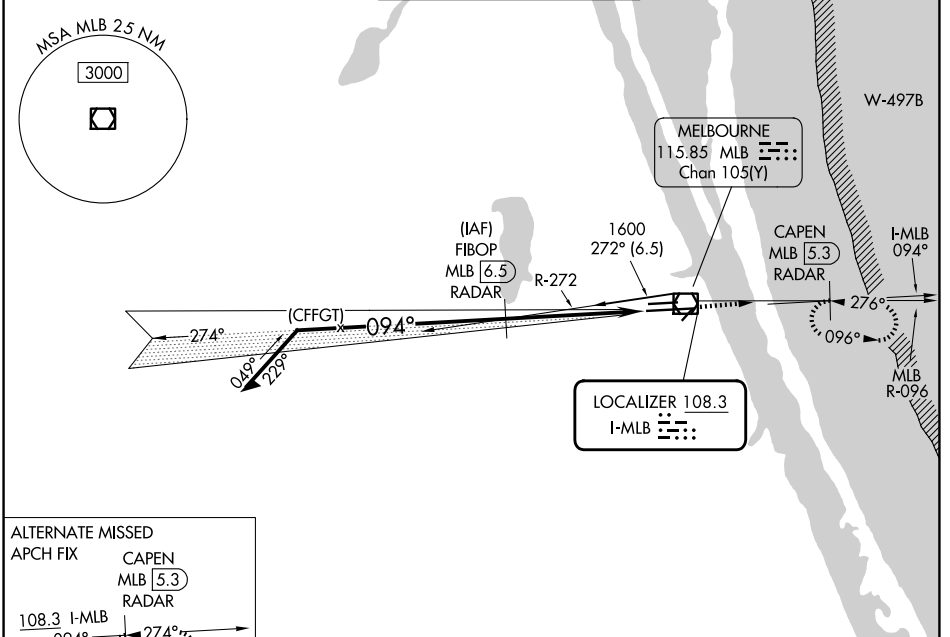 MSA MLB 25 NM
3000
W-497B
MELBOURNE
115.85 MLB
Chan 105(Y)
(IAF)
FIBOP
MLB 6.5
RADAR
R-272
1600
272° (6.5)
CAPEN
MLB 5.3
RADAR
I-MLB
094°
(CFFGT)
094°
274°
276°
096°
049°
229°
MLB
R-096
LOCALIZER 108.3
I-MLB
ALTERNATE MISSED
APCH FIX
CAPEN
MLB 5.3
RADAR
108.3 I-MLB
094°
274°